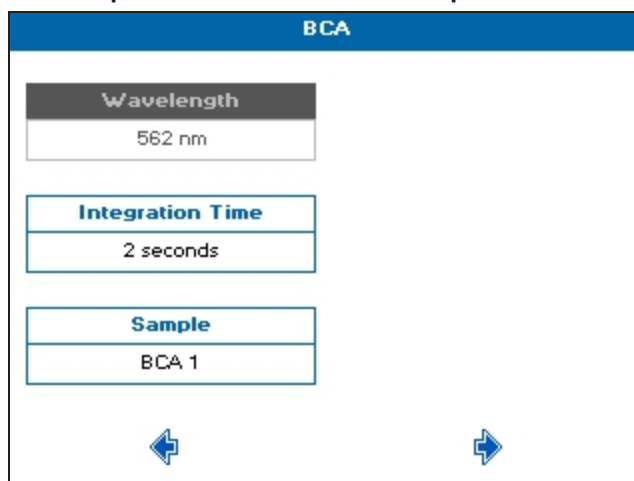 BCA
Wavelength
562 nm
Integration Time
2 seconds
Sample
BCA 1